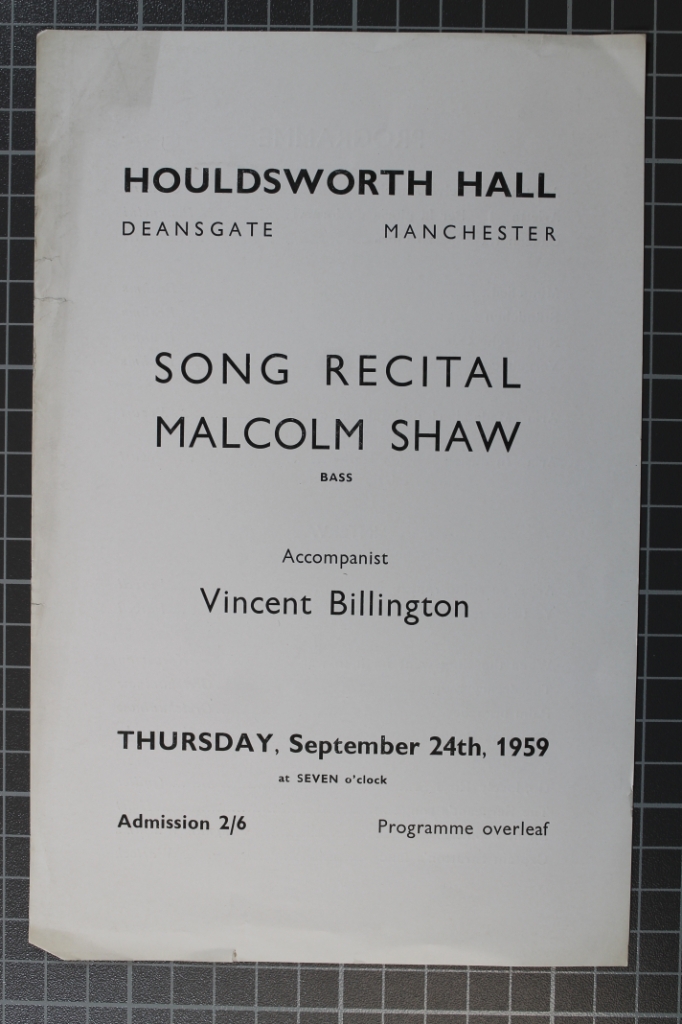 HOULDSWORTH HALL
DEANSGATE MANCHESTER
SONG RECITAL
MALCOLM SHAW
BASS
Accompanist
Vincent Billington
THURSDAY, September 24th, 1959
at SEVEN o'clock
Admission 2/6 Programme overleaf